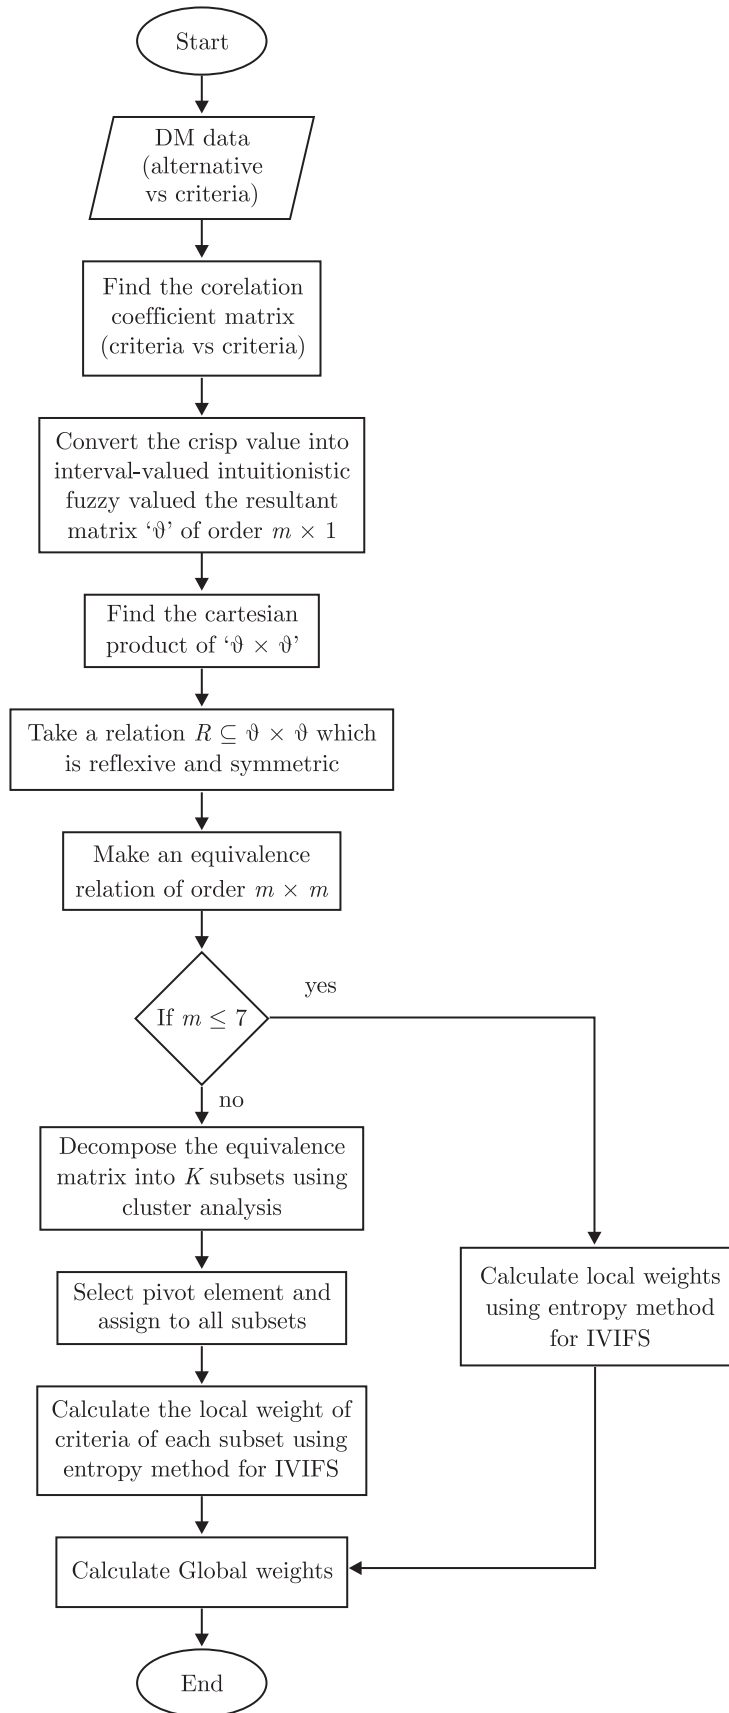 Start
DM data
(alternative
vs criteria)
Find the corelation
coefficient matrix
(criteria vs criteria)
Convert the crisp value into
interval-valued intuitionistic
fuzzy valued the resultant
matrix ‘ϑ’ of order m × 1
Find the cartesian
product of ‘ϑ × ϑ’
Take a relation R ⊆ ϑ × ϑ which
is reflexive and symmetric
Make an equivalence
relation of order m × m
If m ≤ 7
yes
no
Decompose the equivalence
matrix into K subsets using
cluster analysis
Select pivot element and
assign to all subsets
Calculate the local weight of
criteria of each subset using
entropy method for IVIFS
Calculate local weights
using entropy method
for IVIFS
Calculate Global weights
End